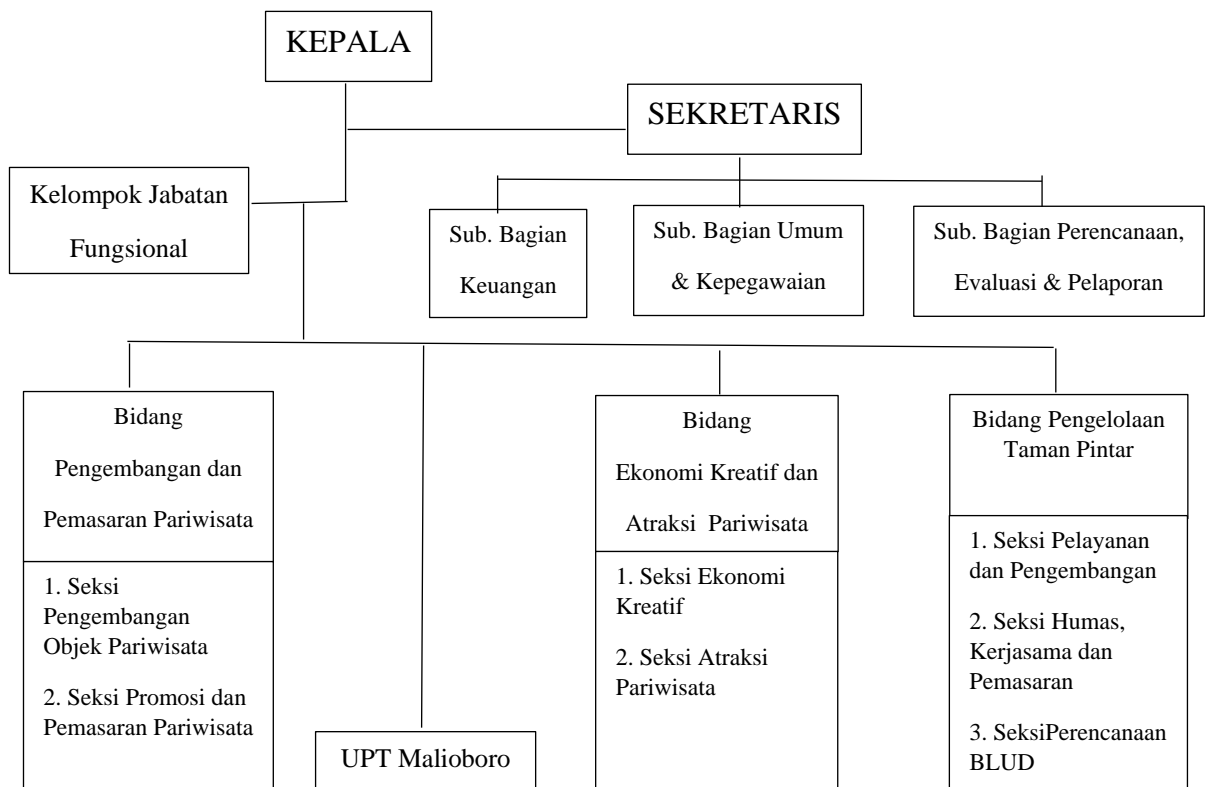 KEPALA
SEKRETARIS
Kelompok Jabatan
Fungsional
Sub. Bagian
Keuangan
Sub. Bagian Umum
& Kepegawaian
Sub. Bagian Perencanaan,
Evaluasi & Pelaporan
Bidang
Pengembangan dan
Pemasaran Pariwisata
1. Seksi
Pengembangan
Objek Pariwisata
2. Seksi Promosi dan
Pemasaran Pariwisata
UPT Malioboro
Bidang
Ekonomi Kreatif dan
Atraksi Pariwisata
1. Seksi Ekonomi
Kreatif
2. Seksi Atraksi
Pariwisata
Bidang Pengelolaan
Taman Pintar
1. Seksi Pelayanan
dan Pengembangan
2. Seksi Humas,
Kerjasama dan
Pemasaran
3. SeksiPerencanaan
BLUD